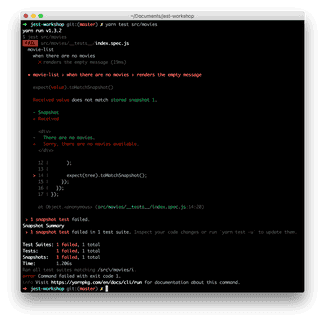 ~/Documents/jest-workshop
➜ jest-workshop git:(master) ✗ yarn test src/movies
yarn run v1.3.2
$ jest src/movies
FAIL src/movies/__tests__/index.spec.js
movie-list
when there are no movies
✕ renders the empty message (19ms)
● movie-list › when there are no movies › renders the empty message
expect(value).toMatchSnapshot()
Received value does not match stored snapshot 1.
- Snapshot
+ Received
<div>
- There are no movies.
+ Sorry, there are no movies available.
</div>
12 | );
13 |
> 14 | expect(tree).toMatchSnapshot();
15 | });
16 | });
17 | });
at Object.<anonymous> (src/movies/__tests__/index.spec.js:14:20)
› 1 snapshot test failed.
Snapshot Summary
› 1 snapshot test failed in 1 test suite. Inspect your code changes or run `yarn test -u` to update them.
Test Suites: 1 failed, 1 total
Tests: 1 failed, 1 total
Snapshots: 1 failed, 1 total
Time: 1.206s
Ran all test suites matching /src\/movies/i.
error Command failed with exit code 1.
info Visit https://yarnpkg.com/en/docs/cli/run for documentation about this command.
➜ jest-workshop git:(master) ✗